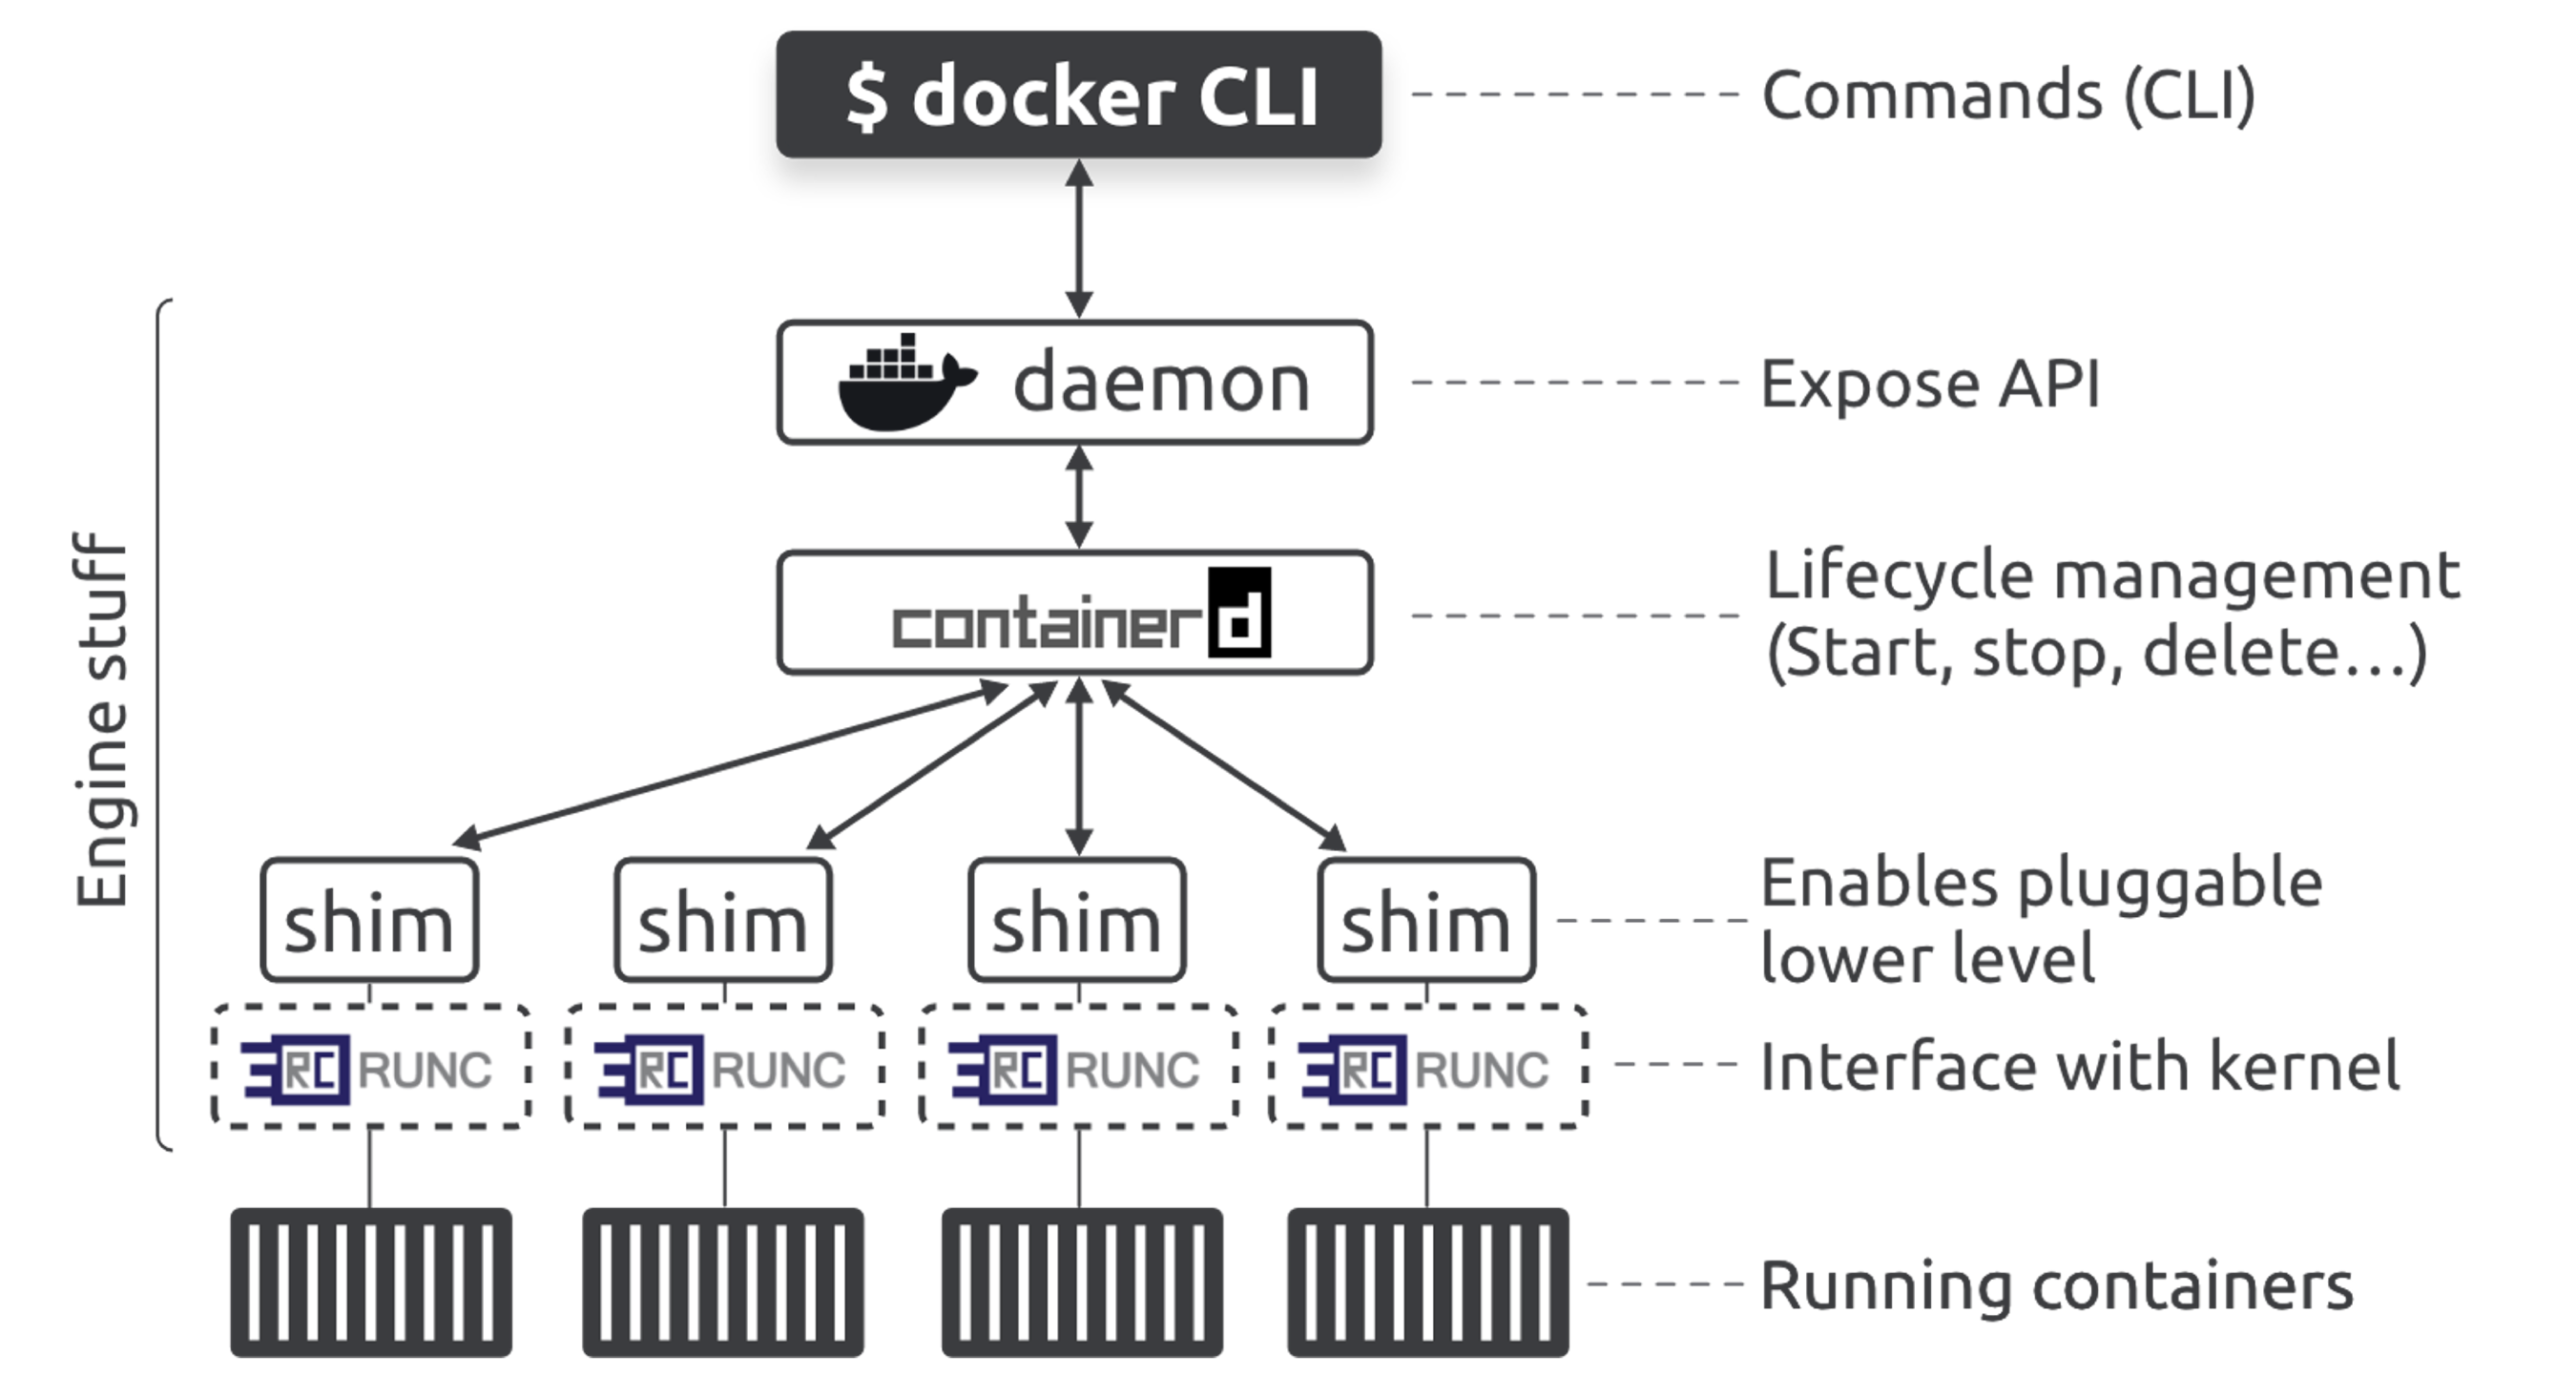 $ docker CLI
Commands (CLI)
daemon
Expose API
containerd
Lifecycle management
(Start, stop, delete...)
Engine stuff
shim
shim
shim
shim
Enables pluggable
lower level
RC RUNC
RC RUNC
RC RUNC
RC RUNC
Interface with kernel
Running containers